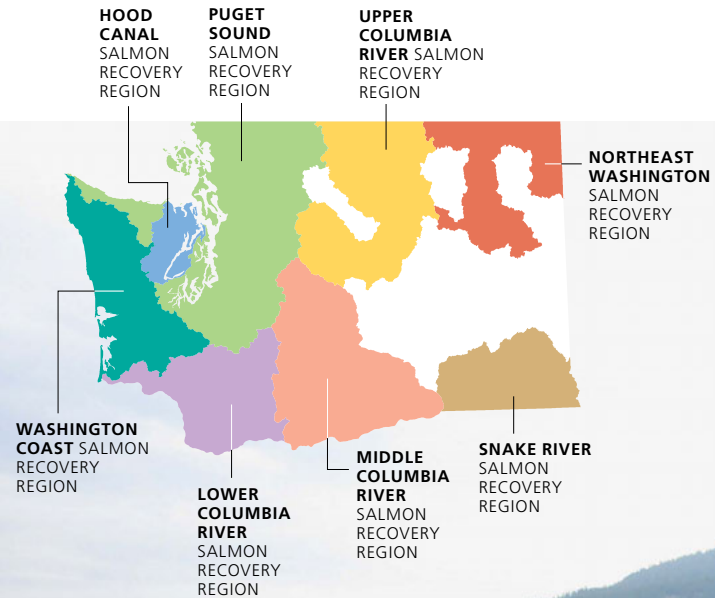 HOOD
CANAL
SALMON
RECOVERY
REGION
PUGET
SOUND
SALMON
RECOVERY
REGION
UPPER
COLUMBIA
RIVER SALMON
RECOVERY
REGION
NORTHEAST
WASHINGTON
SALMON
RECOVERY
REGION
WASHINGTON
COAST SALMON
RECOVERY
REGION
LOWER
COLUMBIA
RIVER
SALMON
RECOVERY
REGION
MIDDLE
COLUMBIA
RIVER
SALMON
RECOVERY
REGION
SNAKE RIVER
SALMON
RECOVERY
REGION